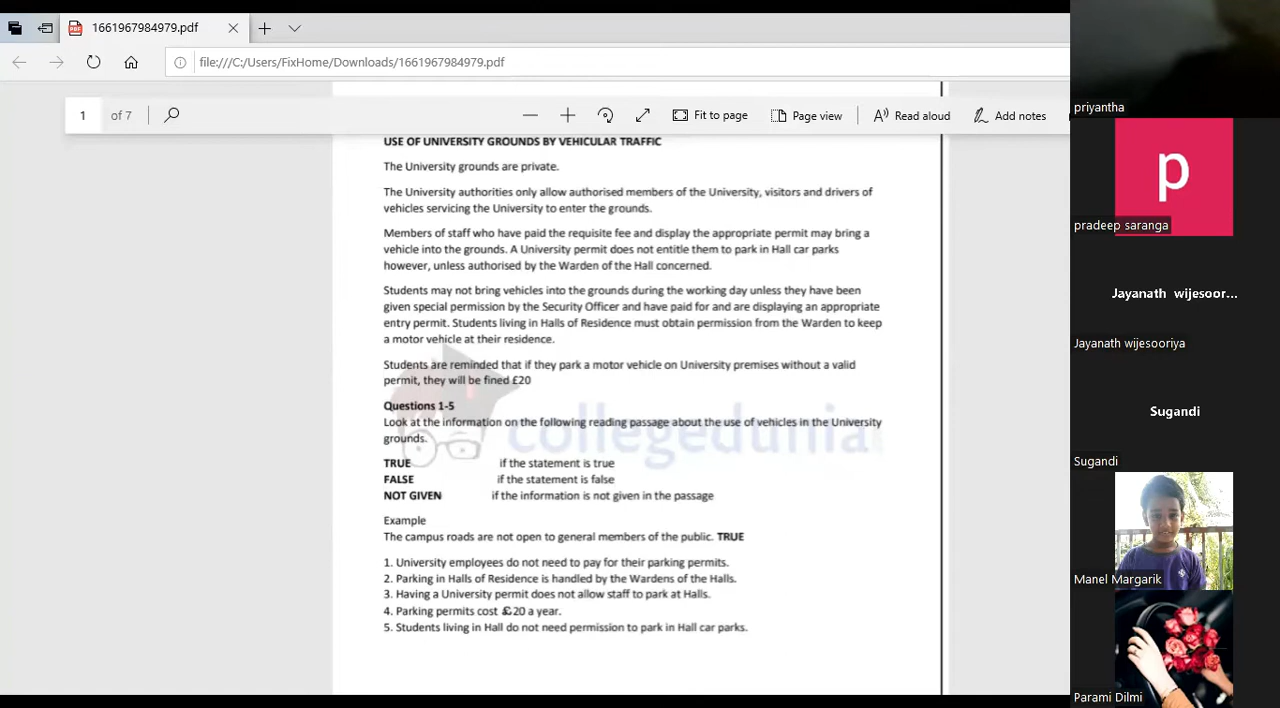 1661967984979.pdf
file:///C:/Users/FixHome/Downloads/1661967984979.pdf
1 of 7
Fit to page
Page view
Read aloud
Add notes
USE OF UNIVERSITY GROUNDS BY VEHICULAR TRAFFIC
The University grounds are private.
The University authorities only allow authorised members of the University, visitors and drivers of
vehicles servicing the University to enter the grounds.
Members of staff who have paid the requisite fee and display the appropriate permit may bring a
vehicle into the grounds. A University permit does not entitle them to park in Hall car parks
however, unless authorised by the Warden of the Hall concerned.
Students may not bring vehicles into the grounds during the working day unless they have been
given special permission by the Security Officer and have paid for and are displaying an appropriate
entry permit. Students living in Halls of Residence must obtain permission from the Warden to keep
a motor vehicle at their residence.
Students are reminded that if they park a motor vehicle on University premises without a valid
permit, they will be fined £20
Questions 1-5
Look at the information on the following reading passage about the use of vehicles in the University
grounds.
collegedunia
TRUE if the statement is true
FALSE if the statement is false
NOT GIVEN if the information is not given in the passage
Example
The campus roads are not open to general members of the public. TRUE
1. University employees do not need to pay for their parking permits.
2. Parking in Halls of Residence is handled by the Wardens of the Halls.
3. Having a University permit does not allow staff to park at Halls.
4. Parking permits cost £20 a year.
5. Students living in Hall do not need permission to park in Hall car parks.
priyantha
p
pradeep saranga
Jayanath wijesoor...
Jayanath wijesooriya
Sugandi
Sugandi
Manel Margarik
Parami Dilmi